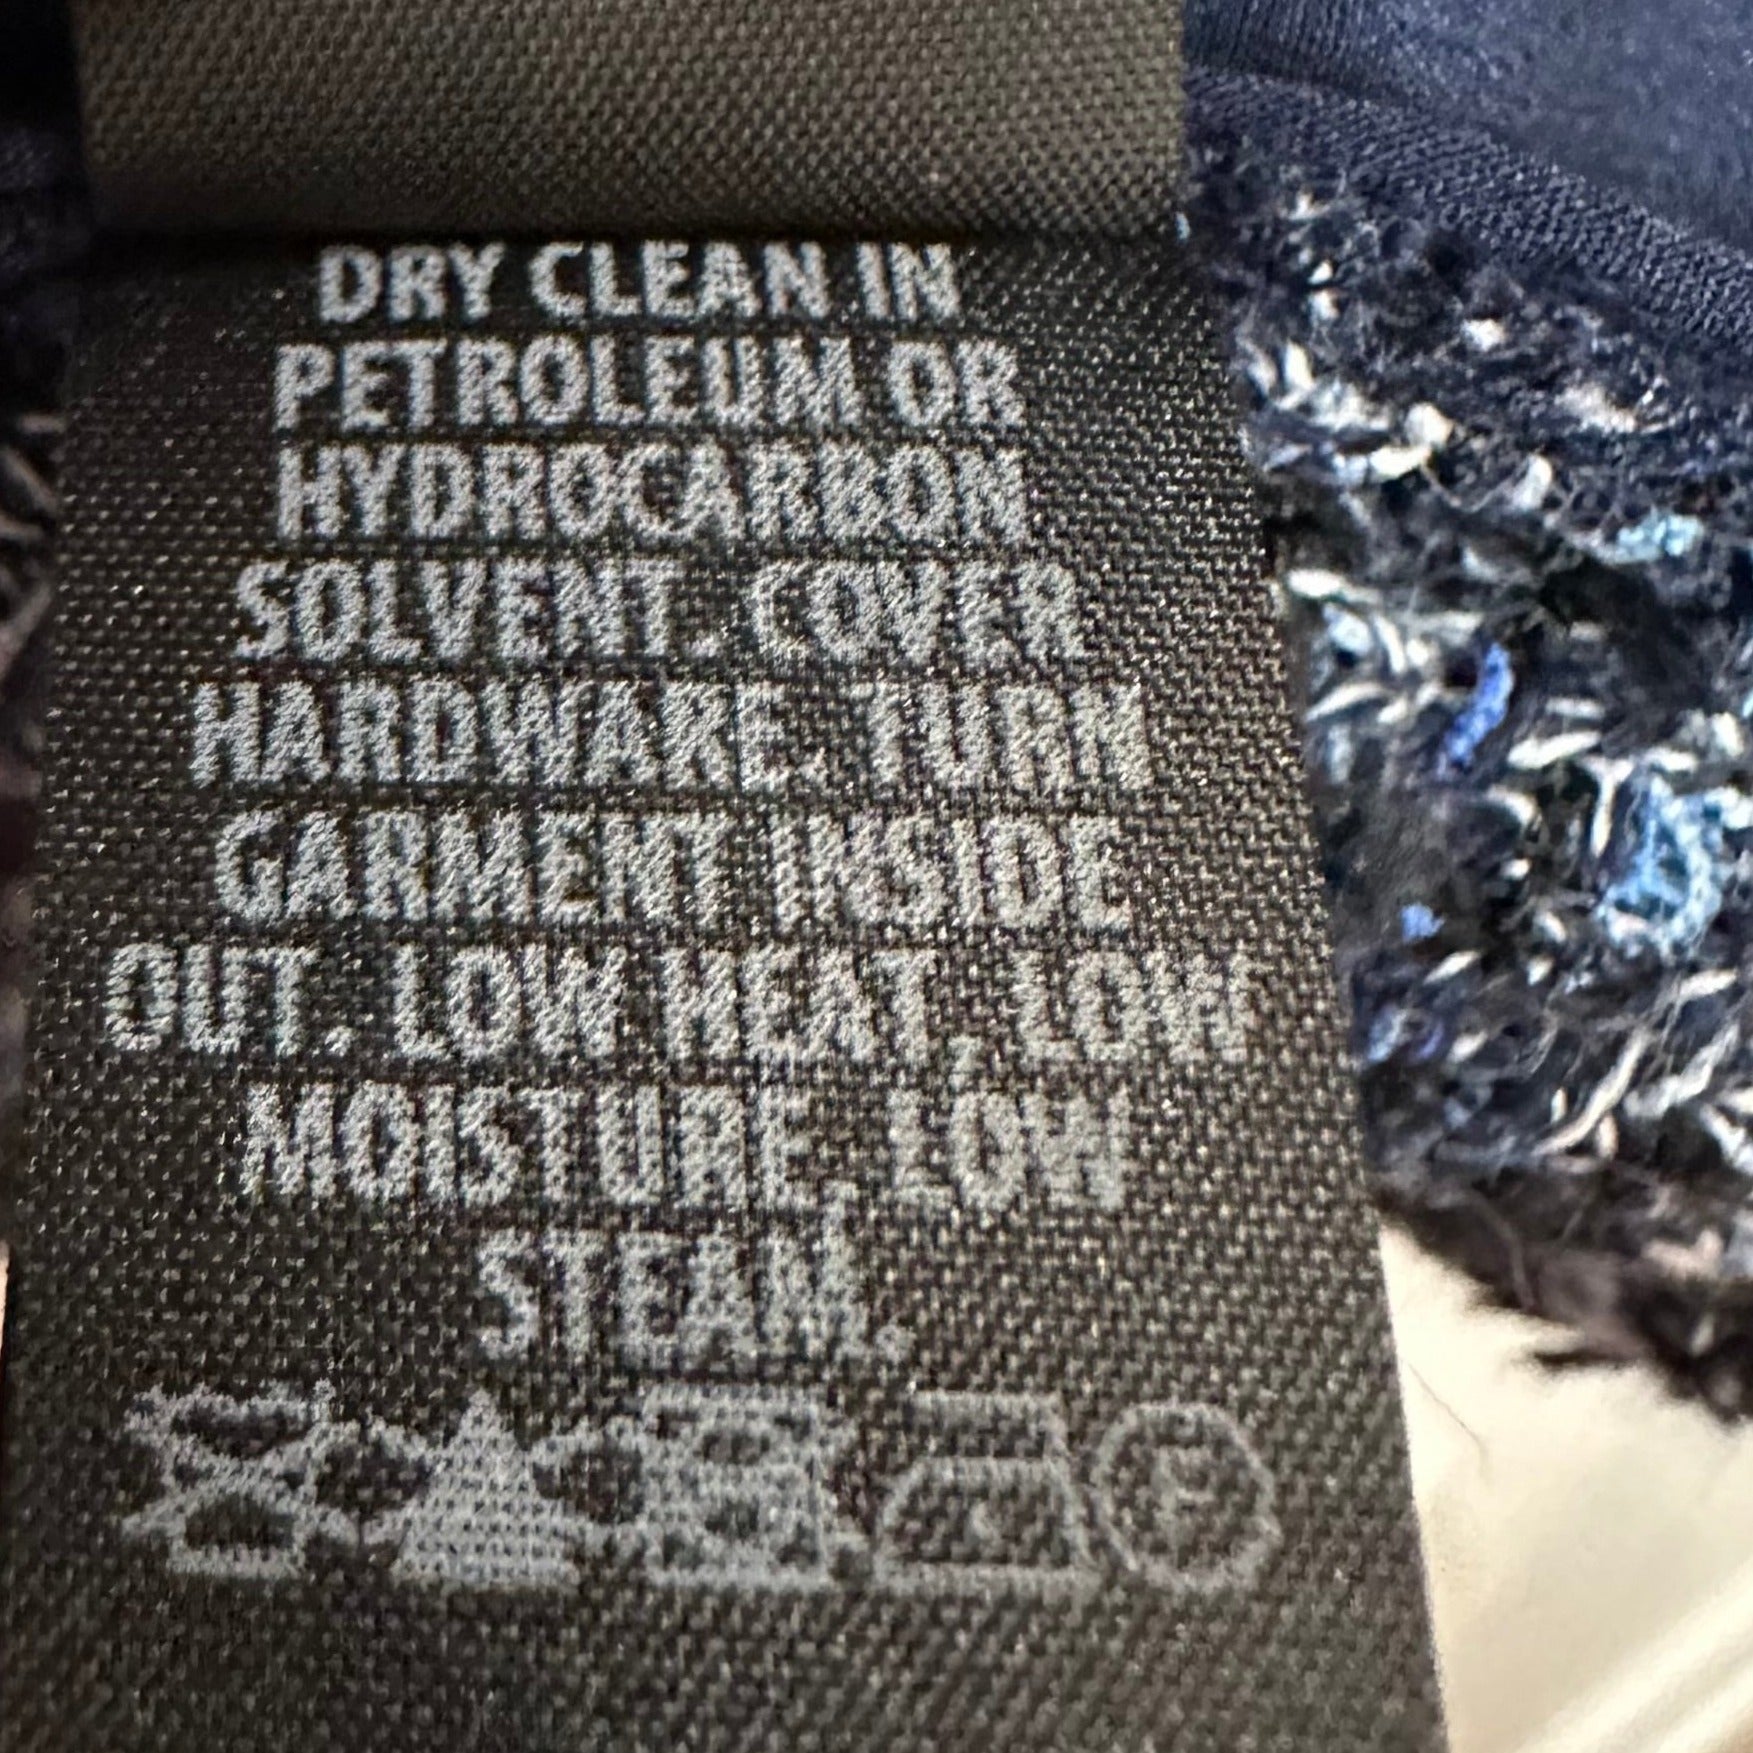 DRY CLEAN IN
PETROLEUM OR
HYDROCARBON
SOLVENT. COVER
HARDWARE. TURN
GARMENT INSIDE
OUT. LOW HEAT, LOW
MOISTURE, LOW
STEAM.
F